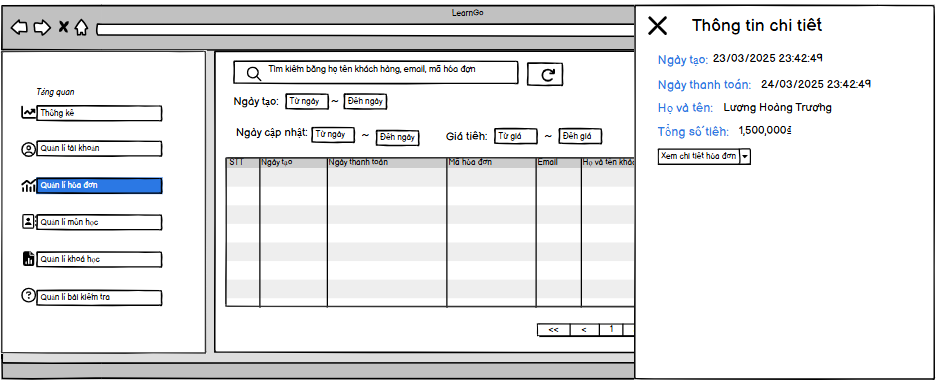 LearnGo
Tổng quan
Thống kê
Quản lí tài khoản
Quản lí hóa đơn
Quản lí môn học
Quản lí khoá học
Quản lí bài kiểm tra
Tìm kiếm bằng họ tên khách hàng, email, mã hóa đơn
Ngày tạo: Từ ngày ~ Đến ngày
Ngày cập nhật: Từ ngày ~ Đến ngày Giá tiền: Từ giá ~ Đến giá
STT Ngày tạo Ngày thanh toán Mã hóa đơn Email Họ và tên khác
<< < 1
Thông tin chi tiết
Ngày tạo: 23/03/2025 23:42:49
Ngày thanh toán: 24/03/2025 23:42:49
Họ và tên: Lượng Hoàng Trương
Tổng số tiền: 1,500,000₫
Xem chi tiết hóa đơn